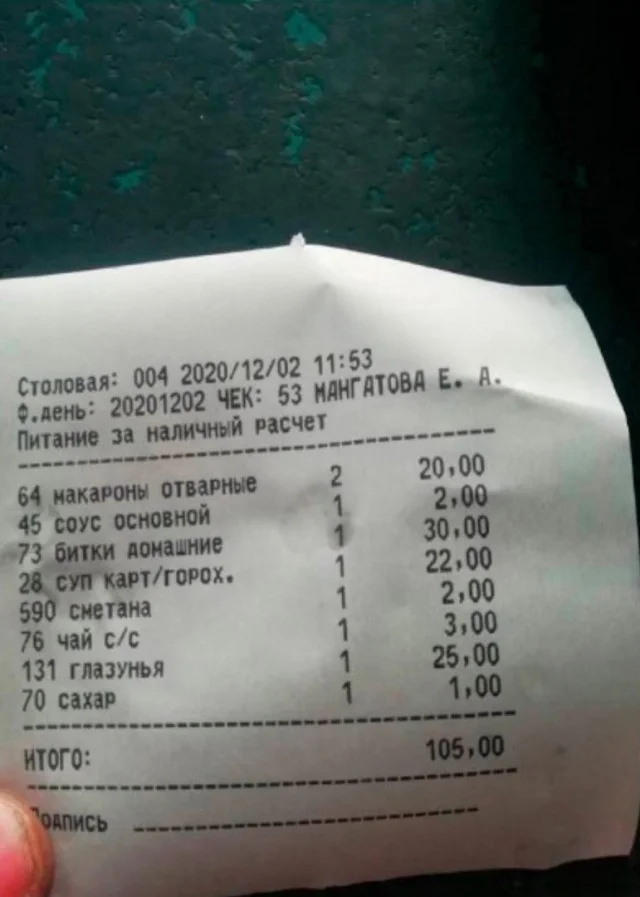 Столовая: 004 2020/12/02 11:53
Ф.день: 20201202 ЧЕК: 53 МАНГАТОВА Е. А.
Питание за наличный расчет
64 макароны отварные 2 20,00
45 соус основной 1 2,00
73 битки домашние 1 30,00
28 суп карт/горох. 1 22,00
590 сметана 1 2,00
76 чай с/с 1 3,00
131 глазунья 1 25,00
70 сахар 1 1,00
ИТОГО: 105,00
Подпись